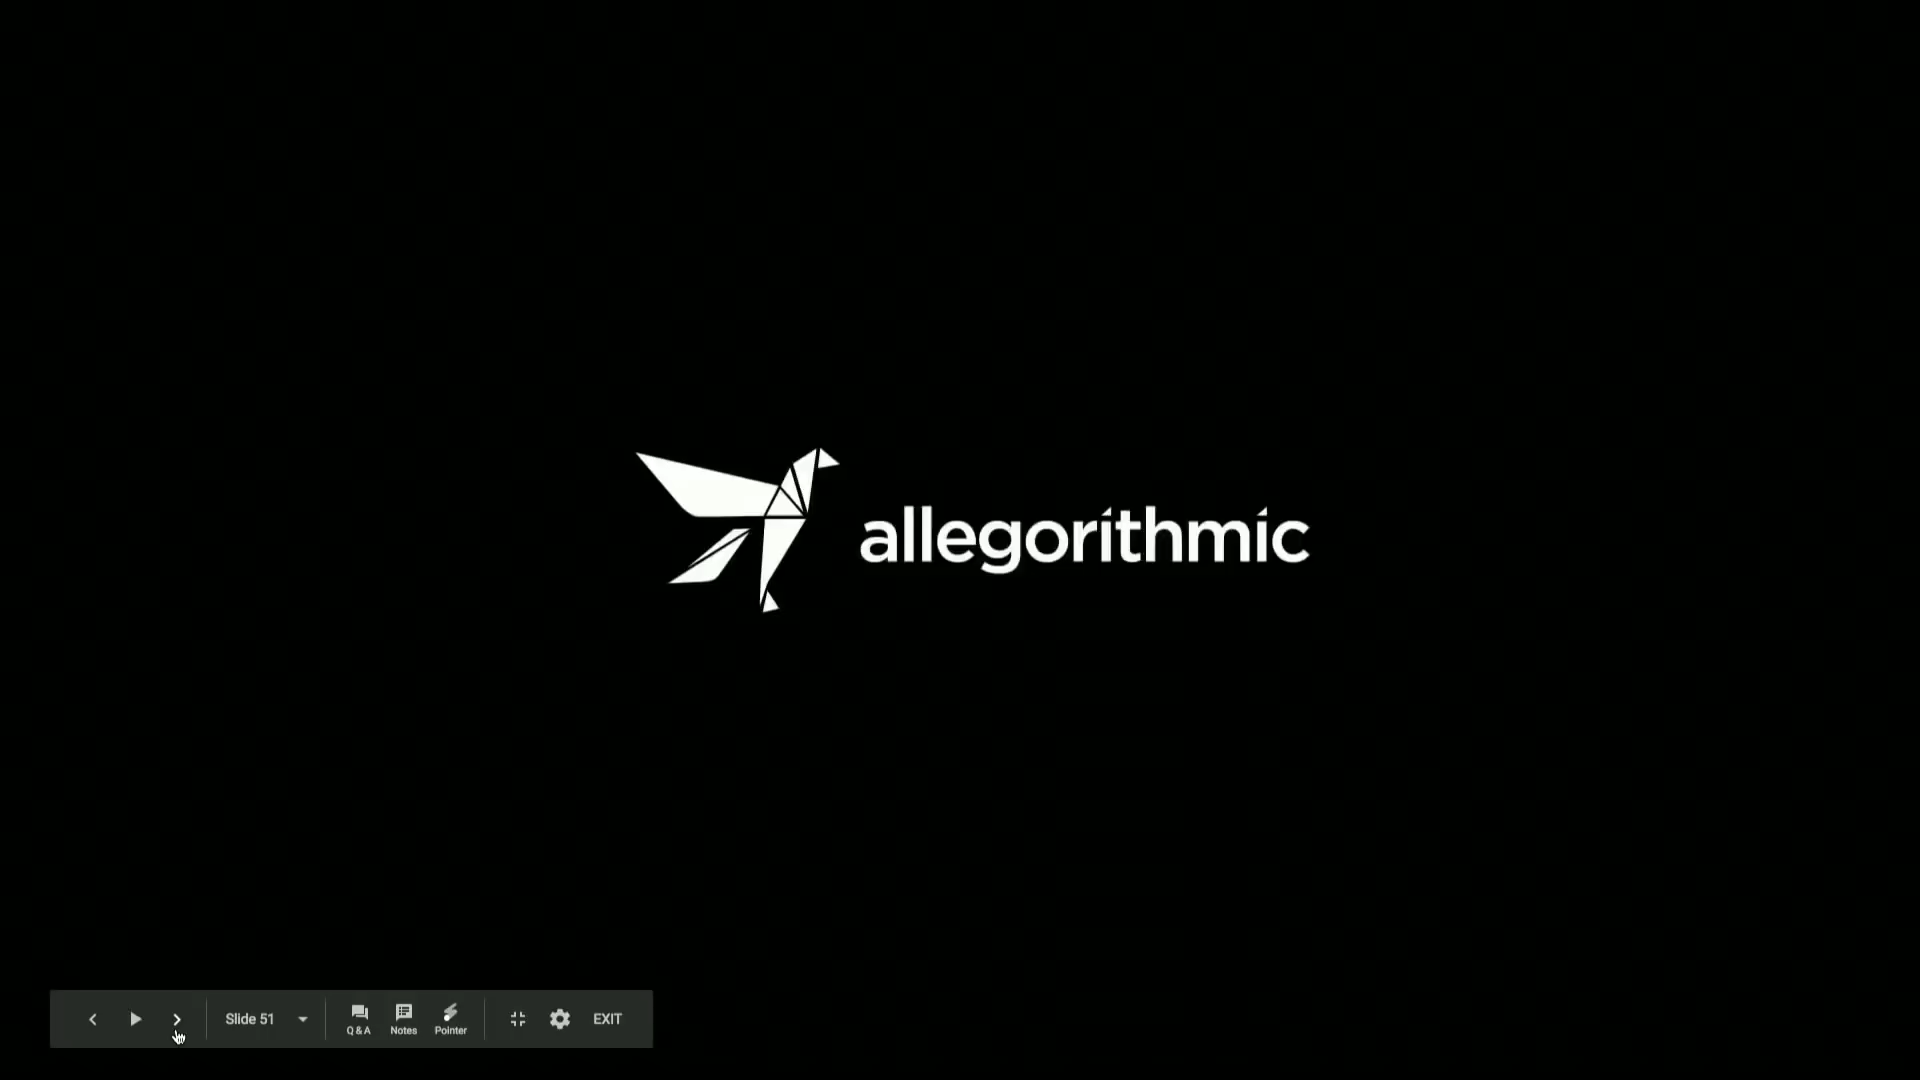 allegorithmic
Slide 51
Q & A
Notes
Pointer
EXIT